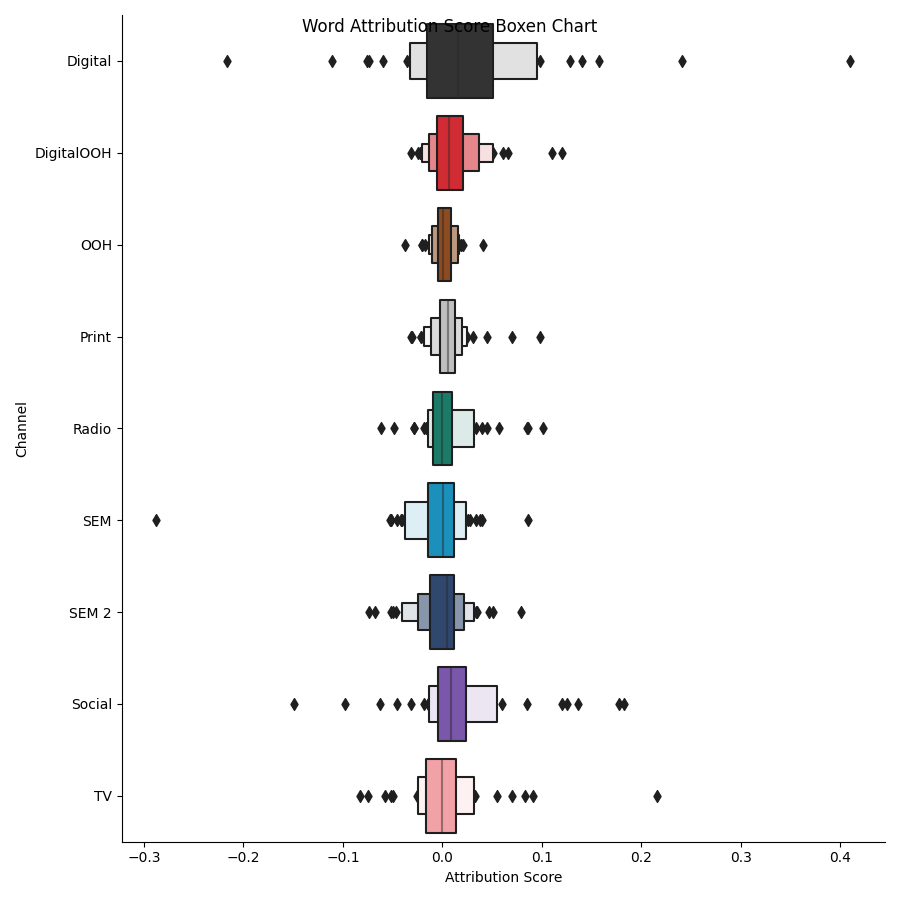 Word Attribution Score Boxen Chart
Digital
DigitalOOH
OOH
Print
Radio
SEM
SEM 2
Social
TV
Channel
−0.3 −0.2 −0.1 0.0 0.1 0.2 0.3 0.4
Attribution Score